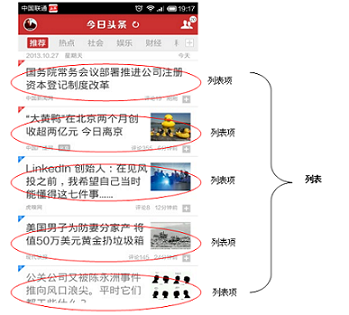 中国联通 19:17
今日头条
推荐 热点 社会 娱乐 财经
2013.10.27 星期日 今天
国务院常务会议部署推进公司注册
资本登记制度改革
列表项
"大黄鸭"在北京两个月创
收超两亿元 今日离京
列表项
LinkedIn 创始人：在见风
投之前，我希望自己当时
能懂得这七件事……
列表项
列表
美国男子为防妻分家产 将
值50万美元黄金扔垃圾箱
列表项
公关公司又被陈永洲事件
推向风口浪尖。平时它们
都干些什么？
列表项